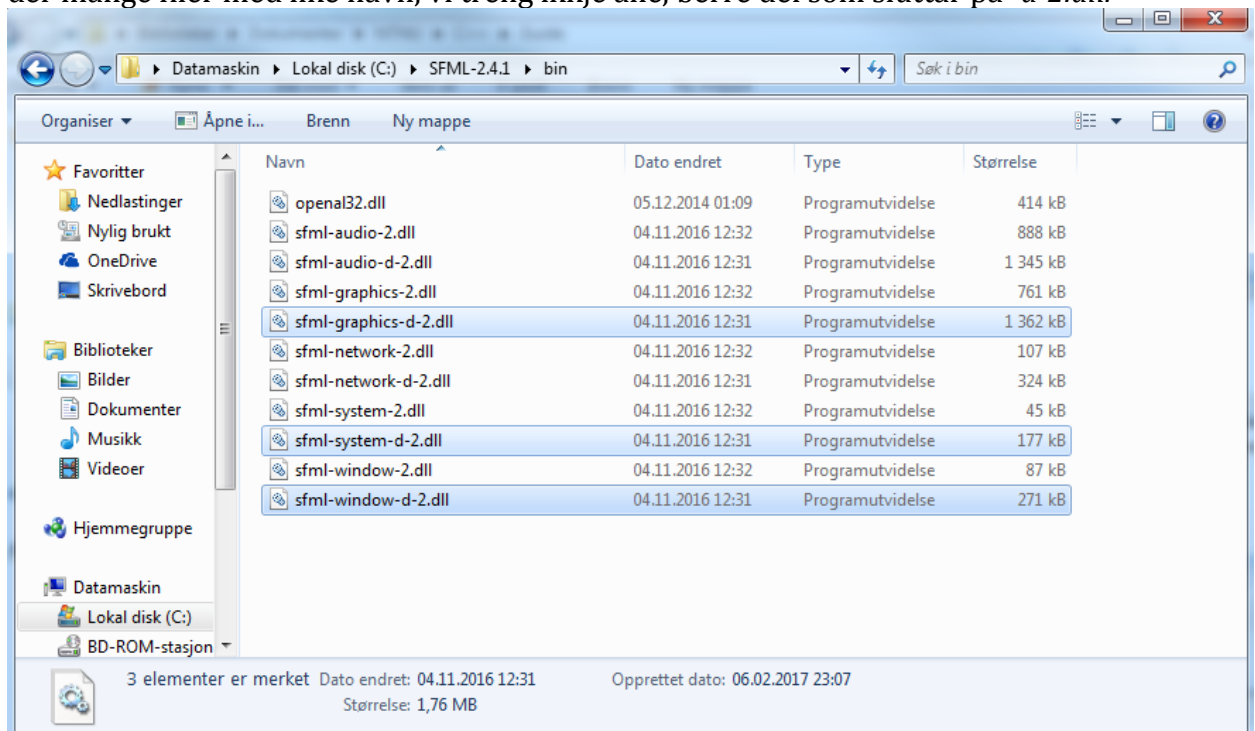 Datamaskin ▸ Lokal disk (C:) ▸ SFML-2.4.1 ▸ bin
Søk i bin
Organiser Åpne i... Brenn Ny mappe
Navn Dato endret Type Størrelse
Favoritter
Nedlastinger
Nylig brukt
OneDrive
Skrivebord
Biblioteker
Bilder
Dokumenter
Musikk
Videoer
Hjemmegruppe
Datamaskin
Lokal disk (C:)
BD-ROM-stasjon
openal32.dll 05.12.2014 01:09 Programutvidelse 414 kB
sfml-audio-2.dll 04.11.2016 12:32 Programutvidelse 888 kB
sfml-audio-d-2.dll 04.11.2016 12:31 Programutvidelse 1 345 kB
sfml-graphics-2.dll 04.11.2016 12:32 Programutvidelse 761 kB
sfml-graphics-d-2.dll 04.11.2016 12:31 Programutvidelse 1 362 kB
sfml-network-2.dll 04.11.2016 12:32 Programutvidelse 107 kB
sfml-network-d-2.dll 04.11.2016 12:31 Programutvidelse 324 kB
sfml-system-2.dll 04.11.2016 12:32 Programutvidelse 45 kB
sfml-system-d-2.dll 04.11.2016 12:31 Programutvidelse 177 kB
sfml-window-2.dll 04.11.2016 12:32 Programutvidelse 87 kB
sfml-window-d-2.dll 04.11.2016 12:31 Programutvidelse 271 kB
3 elementer er merket Dato endret: 04.11.2016 12:31 Opprettet dato: 06.02.2017 23:07
Størrelse: 1,76 MB